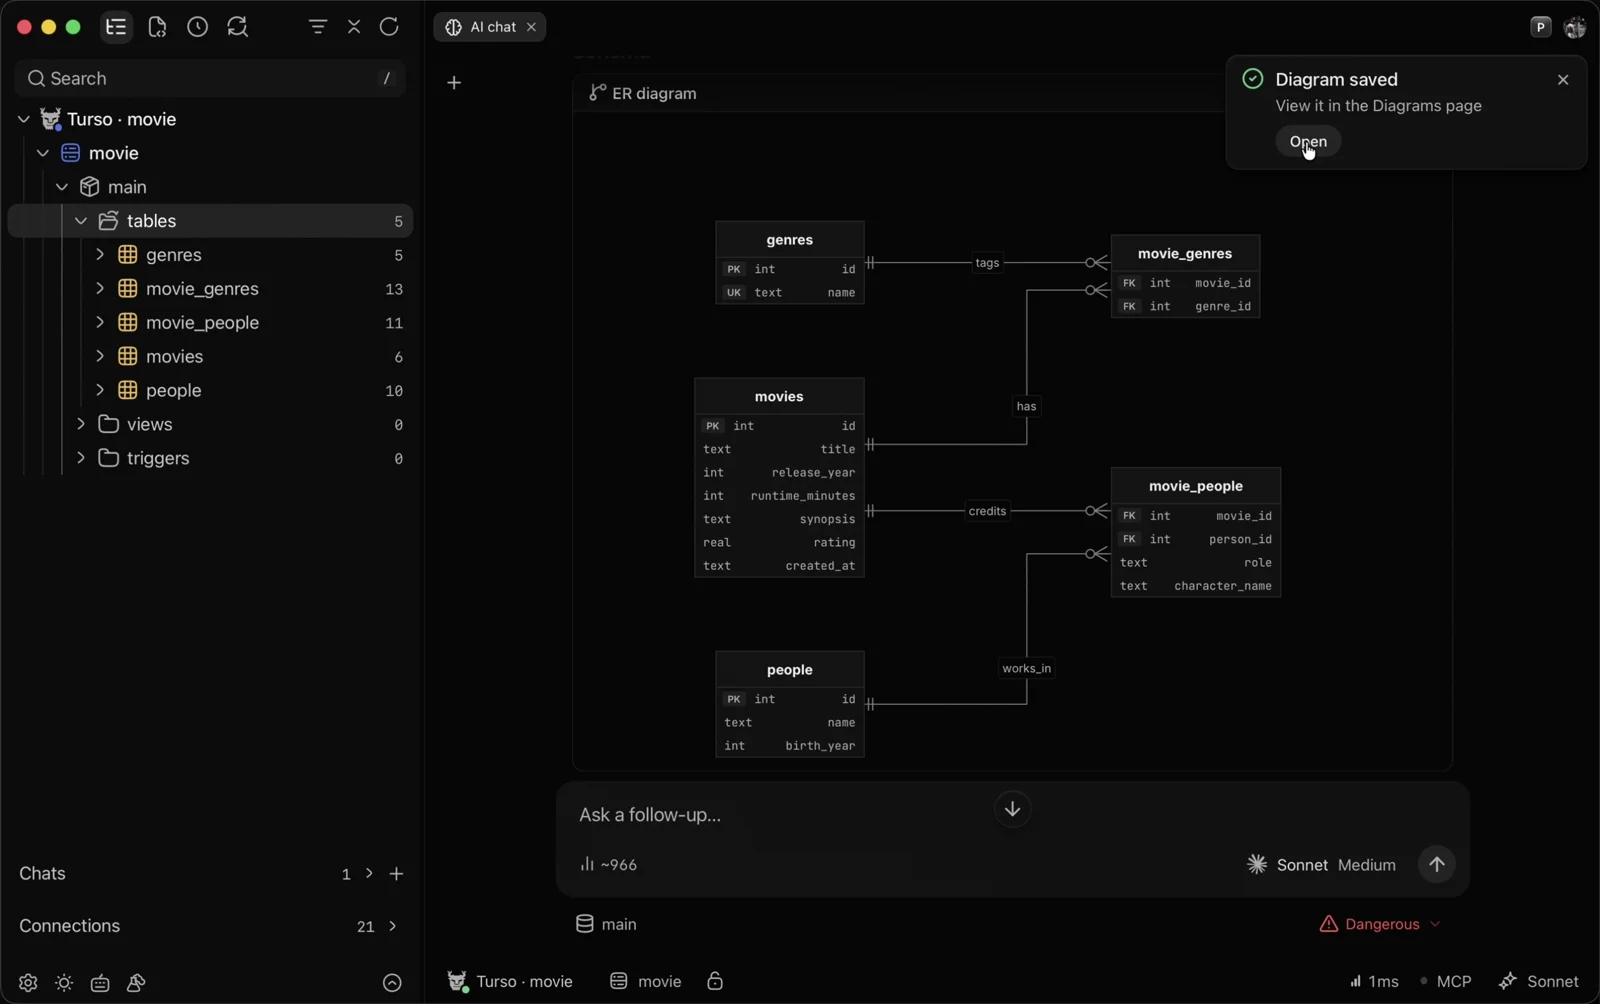 AI chat
P
Search
/
Turso · movie
movie
main
tables 5
genres 5
movie_genres 13
movie_people 11
movies 6
people 10
views 0
triggers 0
Chats 1
Connections 21
ER diagram
Diagram saved
View it in the Diagrams page
Open
genres
PK int id
UK text name
tags
movie_genres
FK int movie_id
FK int genre_id
has
movies
PK int id
text title
int release_year
int runtime_minutes
text synopsis
real rating
text created_at
credits
movie_people
FK int movie_id
FK int person_id
text role
text character_name
works_in
people
PK int id
text name
int birth_year
Ask a follow-up...
~966
Sonnet Medium
main
Dangerous
Turso · movie
movie
1ms
MCP
Sonnet